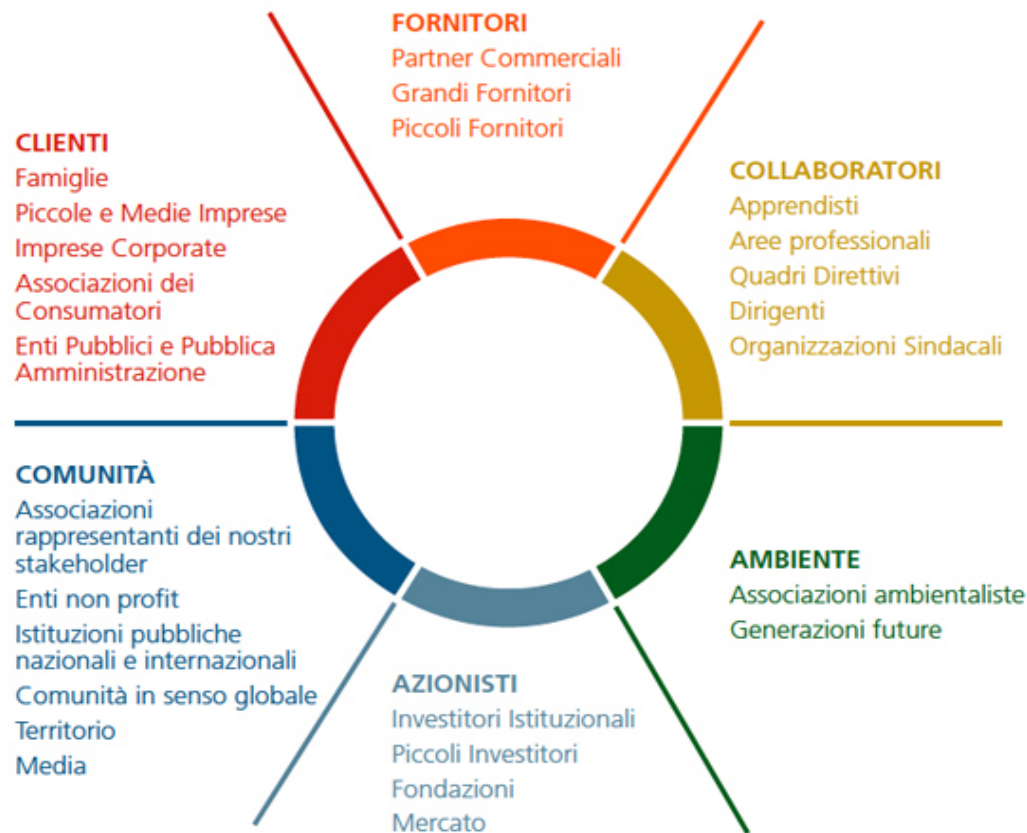 FORNITORI
Partner Commerciali
Grandi Fornitori
Piccoli Fornitori
CLIENTI
Famiglie
Piccole e Medie Imprese
Imprese Corporate
Associazioni dei
Consumatori
Enti Pubblici e Pubblica
Amministrazione
COLLABORATORI
Apprendisti
Aree professionali
Quadri Direttivi
Dirigenti
Organizzazioni Sindacali
COMUNITÀ
Associazioni
rappresentanti dei nostri
stakeholder
Enti non profit
Istituzioni pubbliche
nazionali e internazionali
Comunità in senso globale
Territorio
Media
AMBIENTE
Associazioni ambientaliste
Generazioni future
AZIONISTI
Investitori Istituzionali
Piccoli Investitori
Fondazioni
Mercato